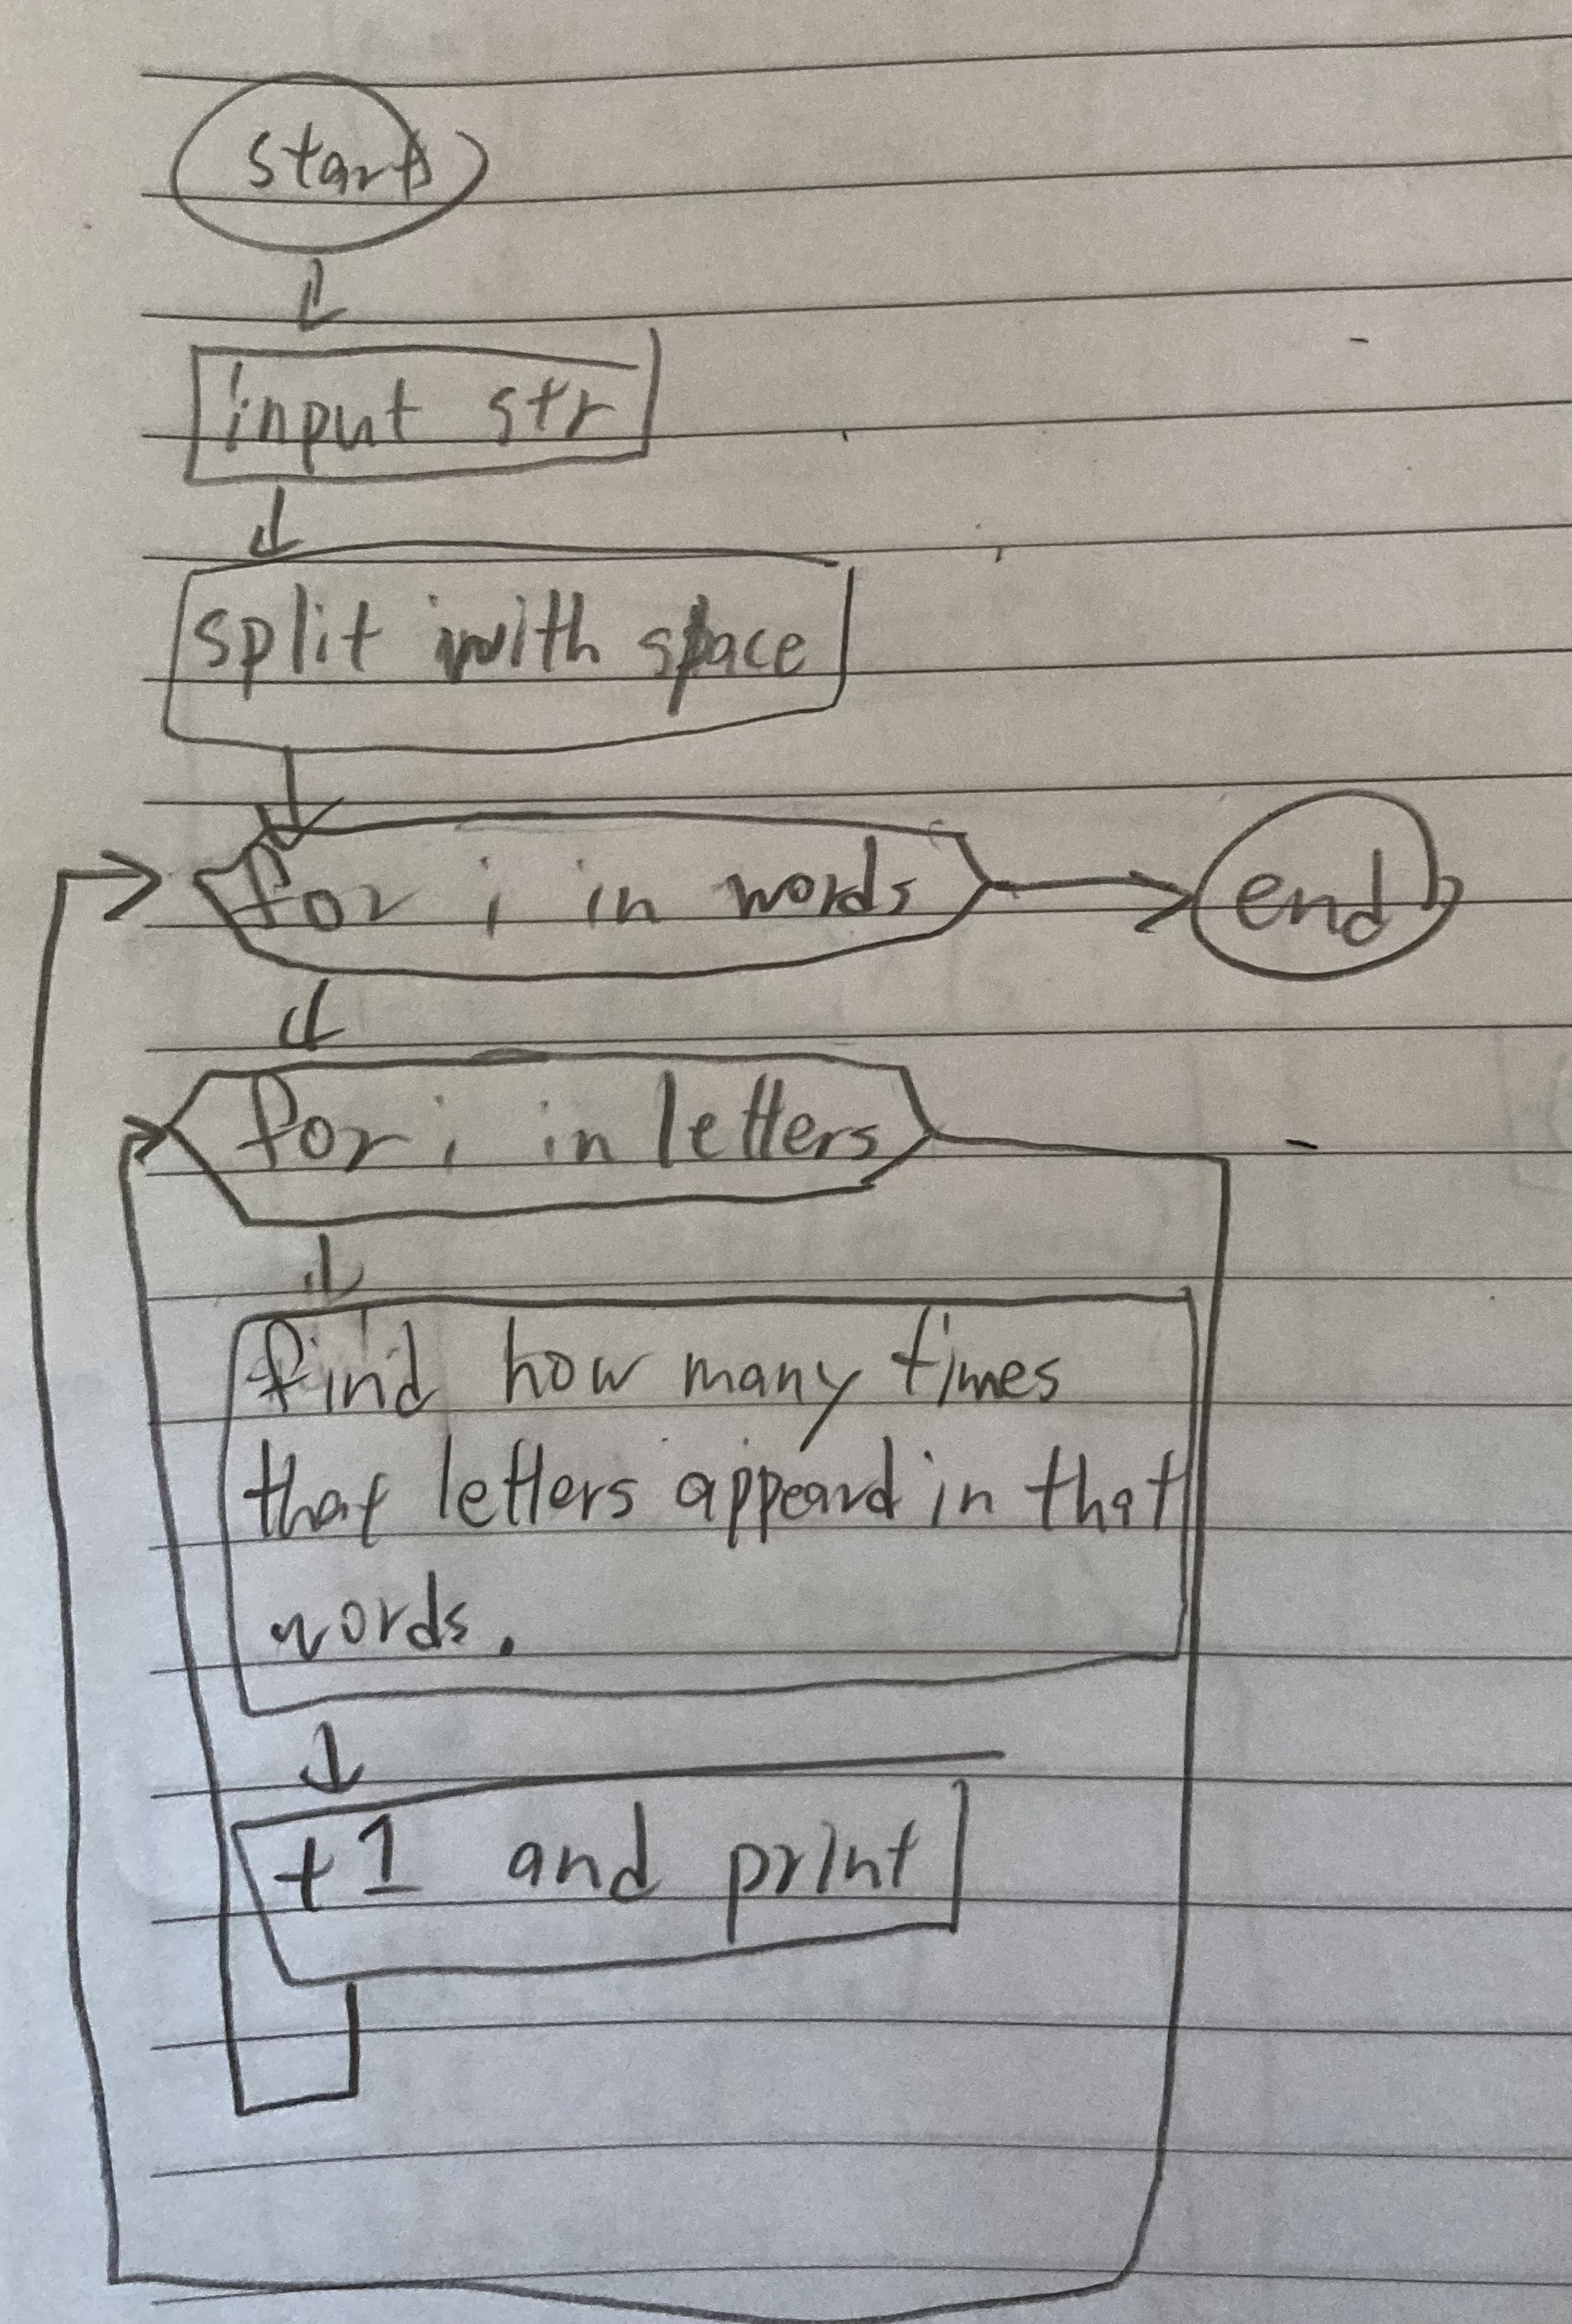 start
input str
split with space
for i in words
end
for i in letters
find how many times
that letters appeard in that
words.
+1 and print